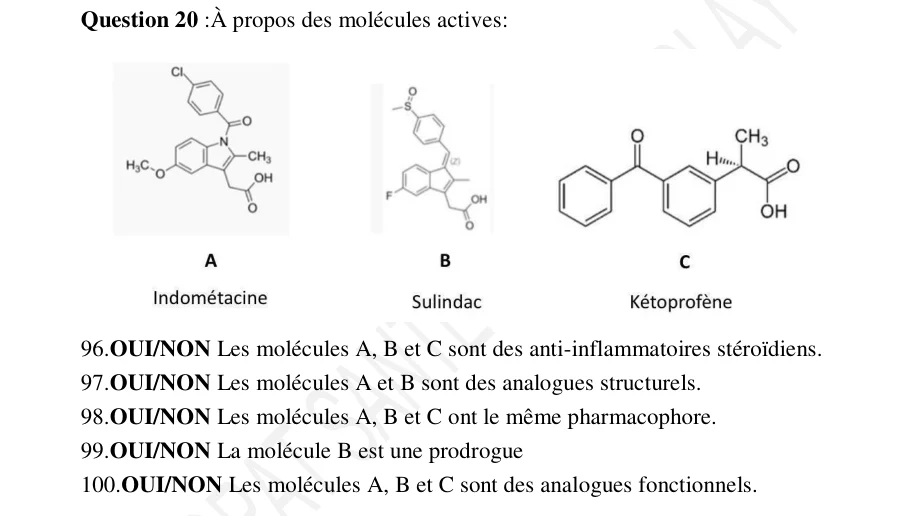 Question 20 :À propos des molécules actives:
Cl
O
N
CH₃
H₃C
O
OH
O
O
S
(Z)
F
OH
O
O
CH₃
H
O
OH
A
B
C
Indométacine
Sulindac
Kétoprofène
96.OUI/NON Les molécules A, B et C sont des anti-inflammatoires stéroïdiens.
97.OUI/NON Les molécules A et B sont des analogues structurels.
98.OUI/NON Les molécules A, B et C ont le même pharmacophore.
99.OUI/NON La molécule B est une prodrogue
100.OUI/NON Les molécules A, B et C sont des analogues fonctionnels.